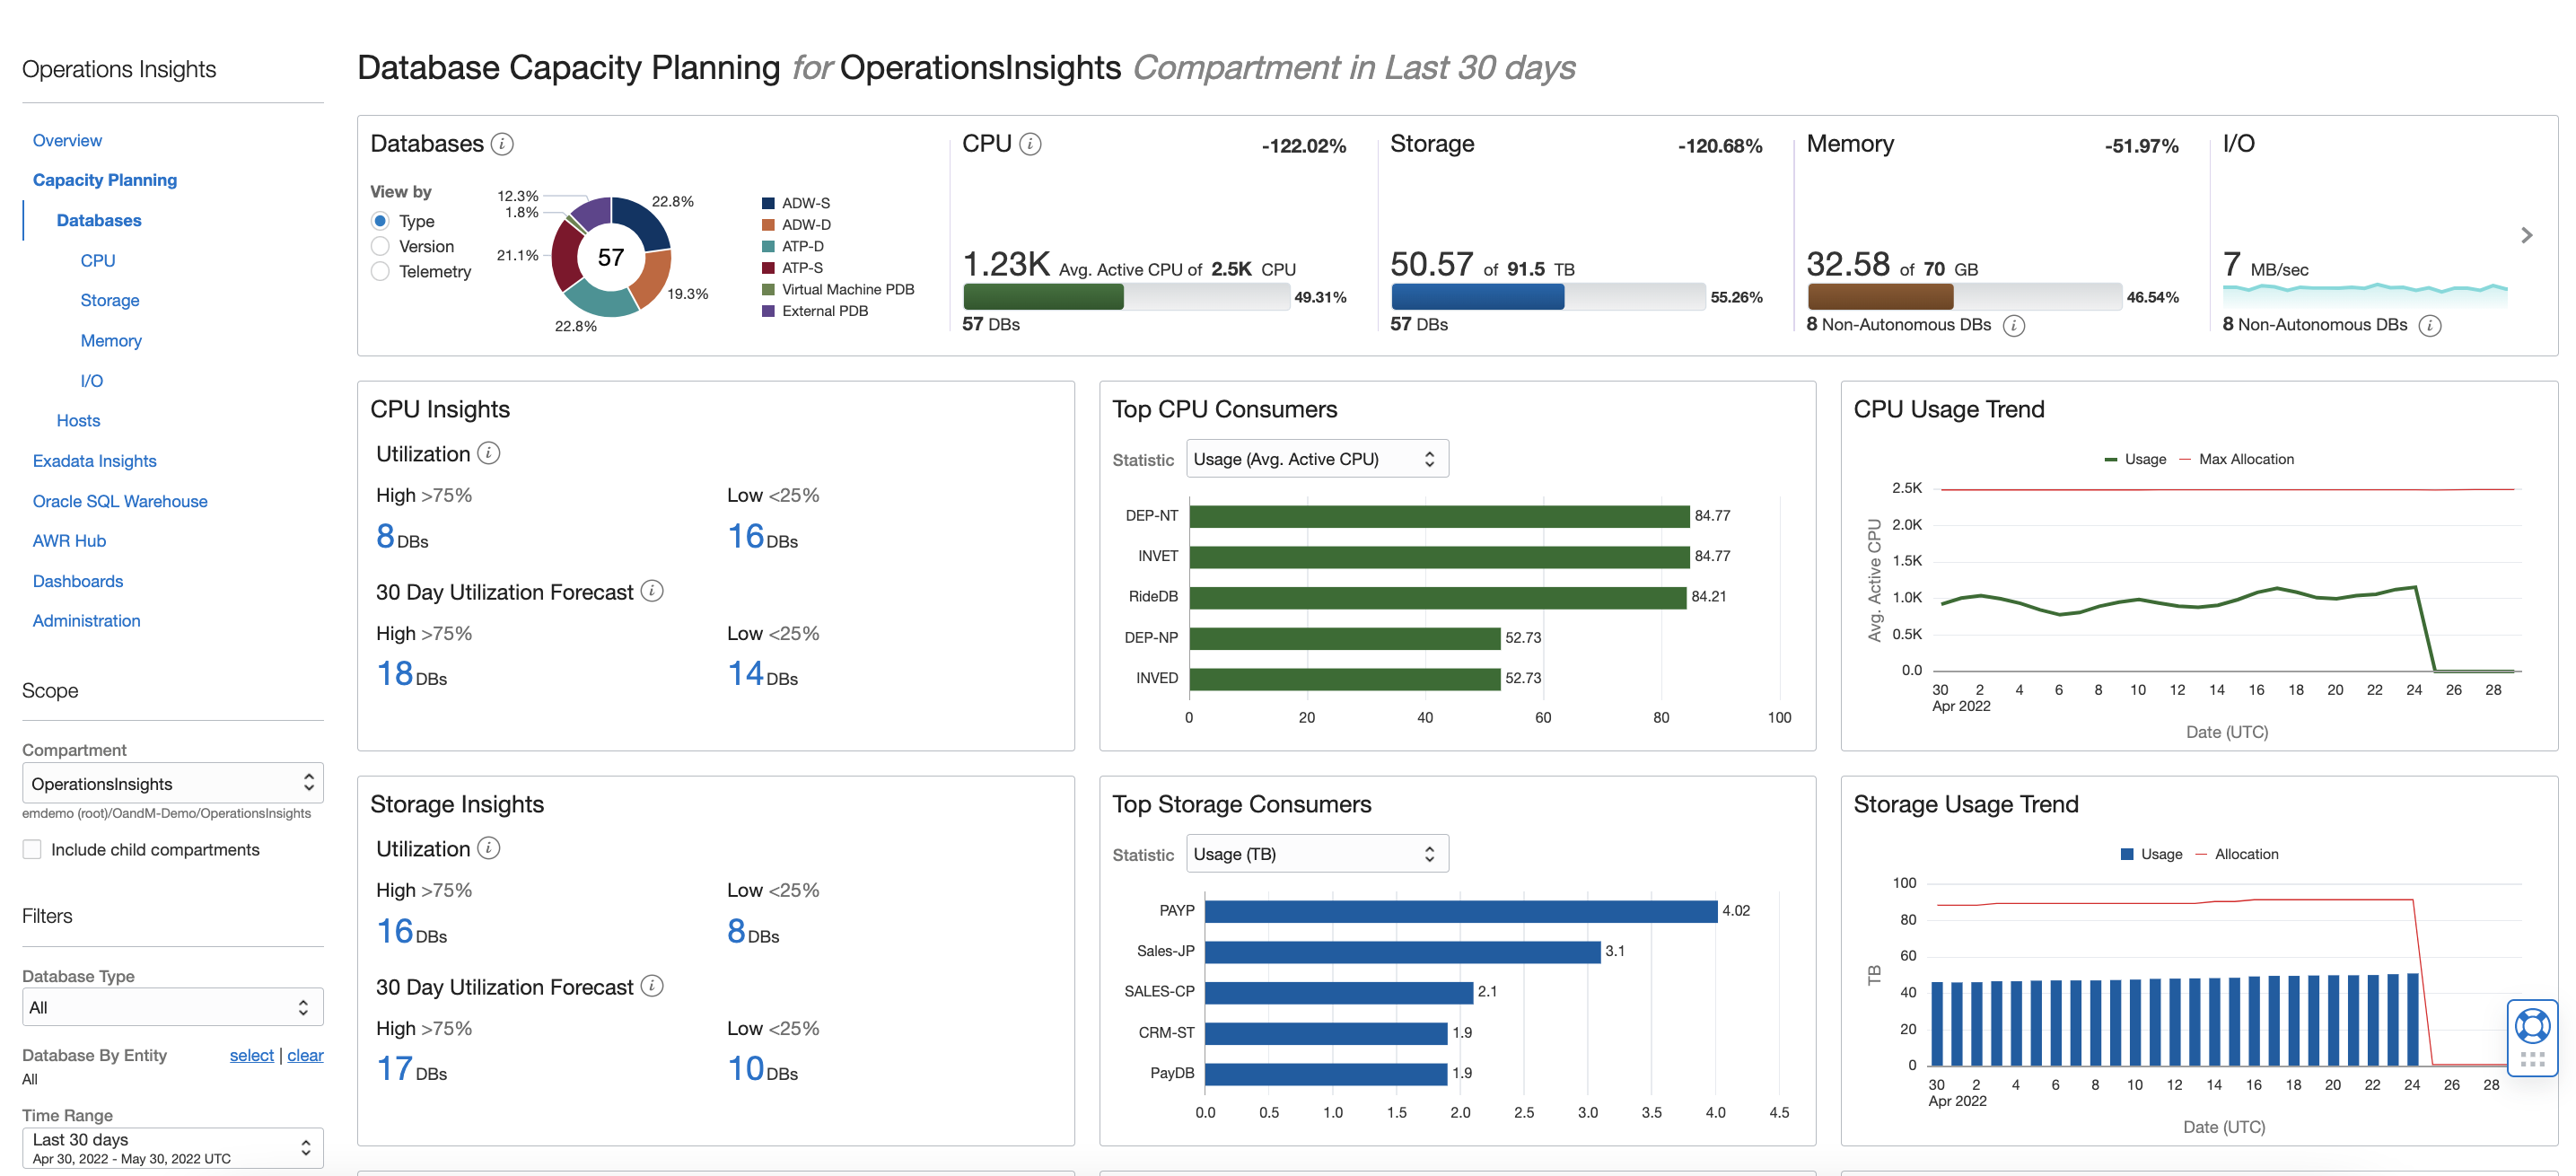 Operations Insights
Overview
Capacity Planning
Databases
CPU
Storage
Memory
I/O
Hosts
Exadata Insights
Oracle SQL Warehouse
AWR Hub
Dashboards
Administration
Scope
Compartment
OperationsInsights
emdemo (root)/OandM-Demo/OperationsInsights
Include child compartments
Filters
Database Type
All
Database By Entity select | clear
All
Time Range
Last 30 days
Apr 30, 2022 - May 30, 2022 UTC
Database Capacity Planning for OperationsInsights Compartment in Last 30 days
Databases i
View by
Type
Version
Telemetry
12.3%
1.8%
21.1%
22.8%
19.3%
22.8%
57
ADW-S
ADW-D
ATP-D
ATP-S
Virtual Machine PDB
External PDB
CPU i -122.02%
1.23K Avg. Active CPU of 2.5K CPU
49.31%
57 DBs
Storage -120.68%
50.57 of 91.5 TB
55.26%
57 DBs
Memory -51.97%
32.58 of 70 GB
46.54%
8 Non-Autonomous DBs i
I/O
7 MB/sec
8 Non-Autonomous DBs i
CPU Insights
Utilization i
High >75% Low <25%
8 DBs 16 DBs
30 Day Utilization Forecast i
High >75% Low <25%
18 DBs 14 DBs
Top CPU Consumers
Statistic Usage (Avg. Active CPU)
DEP-NT 84.77
INVET 84.77
RideDB 84.21
DEP-NP 52.73
INVED 52.73
0 20 40 60 80 100
CPU Usage Trend
Usage Max Allocation
Avg. Active CPU
2.5K
2.0K
1.5K
1.0K
0.5K
0.0
30 2 4 6 8 10 12 14 16 18 20 22 24 26 28
Apr 2022
Date (UTC)
Storage Insights
Utilization i
High >75% Low <25%
16 DBs 8 DBs
30 Day Utilization Forecast i
High >75% Low <25%
17 DBs 10 DBs
Top Storage Consumers
Statistic Usage (TB)
PAYP 4.02
Sales-JP 3.1
SALES-CP 2.1
CRM-ST 1.9
PayDB 1.9
0.0 0.5 1.0 1.5 2.0 2.5 3.0 3.5 4.0 4.5
Storage Usage Trend
Usage Allocation
TB
100
80
60
40
20
0
30 2 4 6 8 10 12 14 16 18 20 22 24 26 28
Apr 2022
Date (UTC)